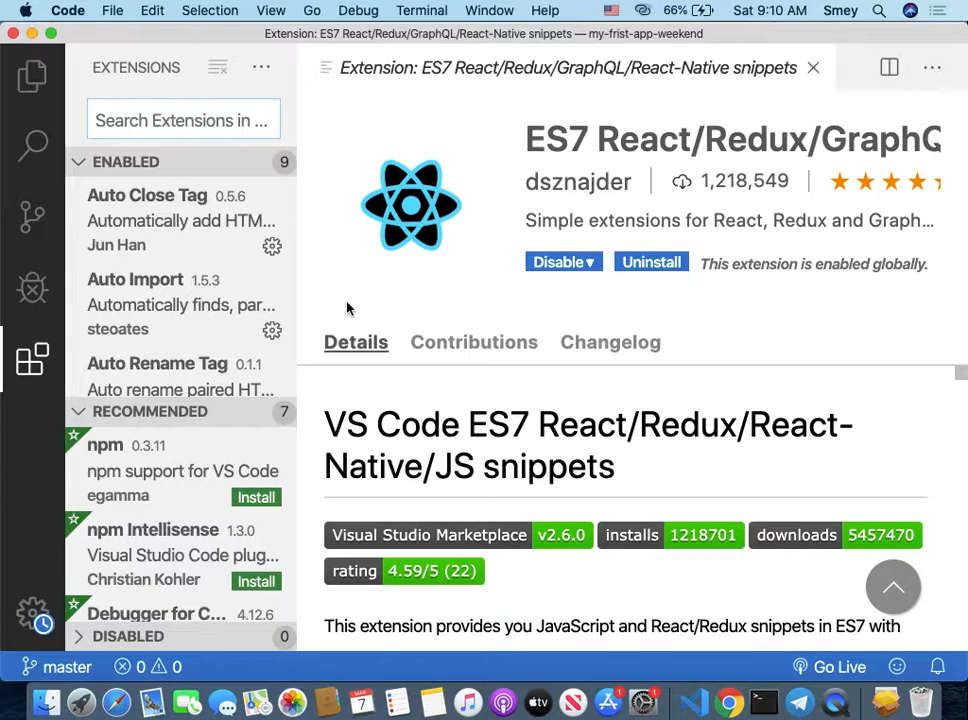 Code File Edit Selection View Go Debug Terminal Window Help 66% Sat 9:10 AM Smey
Extension: ES7 React/Redux/GraphQL/React-Native snippets — my-frist-app-weekend
EXTENSIONS
Extension: ES7 React/Redux/GraphQL/React-Native snippets
Search Extensions in ...
ENABLED 9
Auto Close Tag 0.5.6
Automatically add HTM...
Jun Han
Auto Import 1.5.3
Automatically finds, par...
steoates
Auto Rename Tag 0.1.1
Auto rename paired HT...
RECOMMENDED 7
npm 0.3.11
npm support for VS Code
egamma Install
npm Intellisense 1.3.0
Visual Studio Code plug...
Christian Kohler Install
Debugger for C... 4.12.6
DISABLED 0
ES7 React/Redux/GraphQ
dsznajder 1,218,549
Simple extensions for React, Redux and Graph...
Disable Uninstall This extension is enabled globally.
Details Contributions Changelog
VS Code ES7 React/Redux/React-
Native/JS snippets
Visual Studio Marketplace v2.6.0 installs 1218701 downloads 5457470
rating 4.59/5 (22)
This extension provides you JavaScript and React/Redux snippets in ES7 with
master 0 0 Go Live
MAR
7
tv
1
1